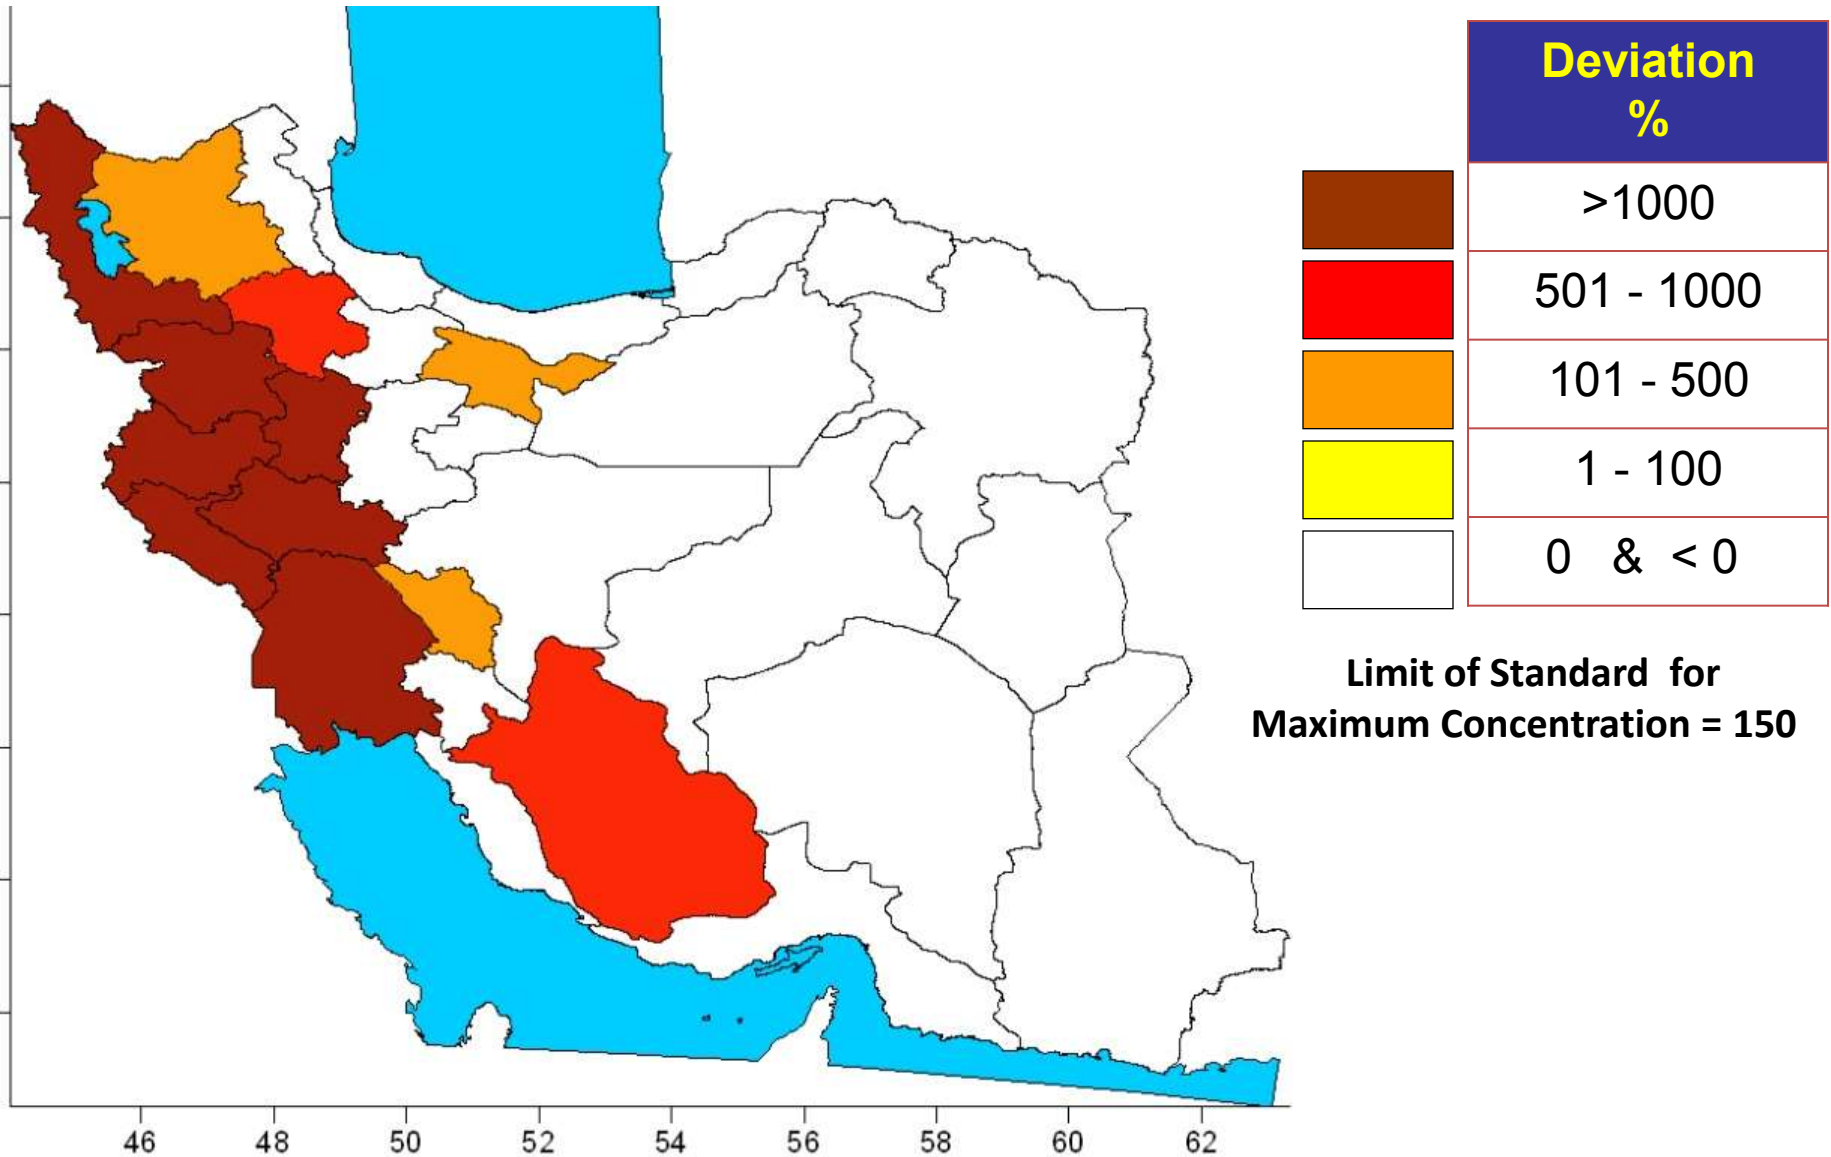 Deviation
%
>1000
501 - 1000
101 - 500
1 - 100
0 & < 0
Limit of Standard for
Maximum Concentration = 150
46 48 50 52 54 56 58 60 62